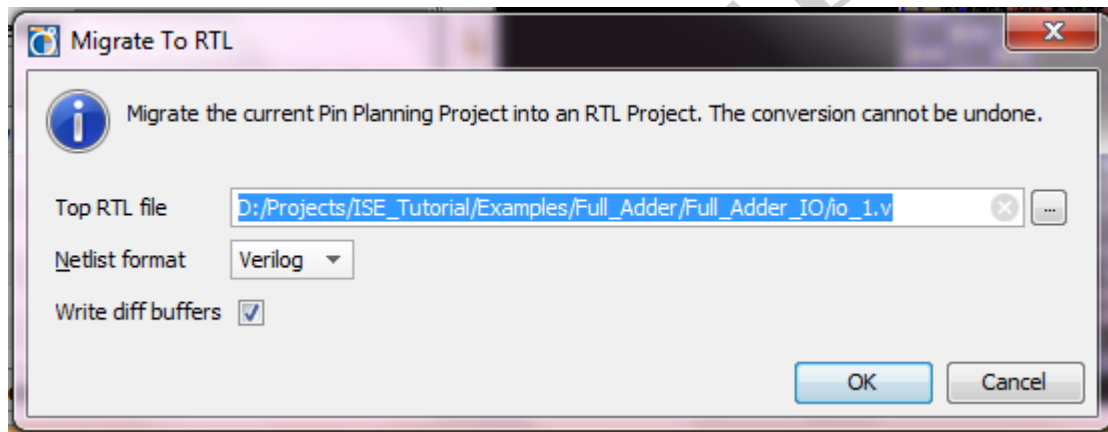 Migrate To RTL
Migrate the current Pin Planning Project into an RTL Project. The conversion cannot be undone.
Top RTL file D:/Projects/ISE_Tutorial/Examples/Full_Adder/Full_Adder_IO/io_1.v ...
Netlist format Verilog
Write diff buffers
OK Cancel